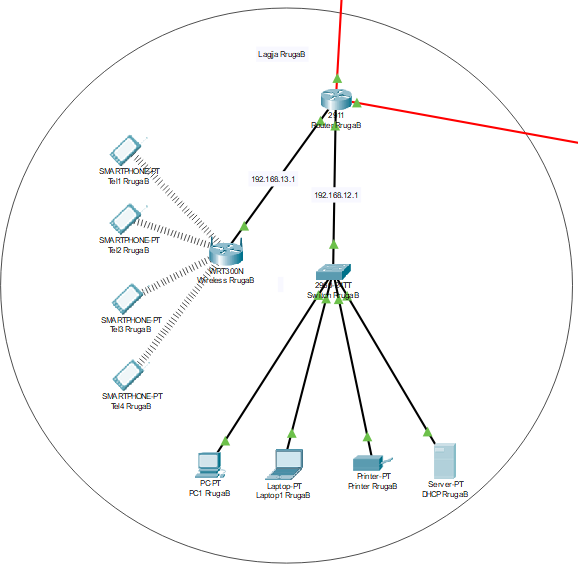 Lagjja RrugaB
2911
Router RrugaB
SMARTPHONE-PT
Tel1 RrugaB
192.168.13.1
192.168.12.1
SMARTPHONE-PT
Tel2 RrugaB
WRT300N
Wireless RrugaB
Switch RrugaB
SMARTPHONE-PT
Tel3 RrugaB
SMARTPHONE-PT
Tel4 RrugaB
PC-PT
PC1 RrugaB
Laptop-PT
Laptop1 RrugaB
Printer-PT
Printer RrugaB
Server-PT
DHCP RrugaB